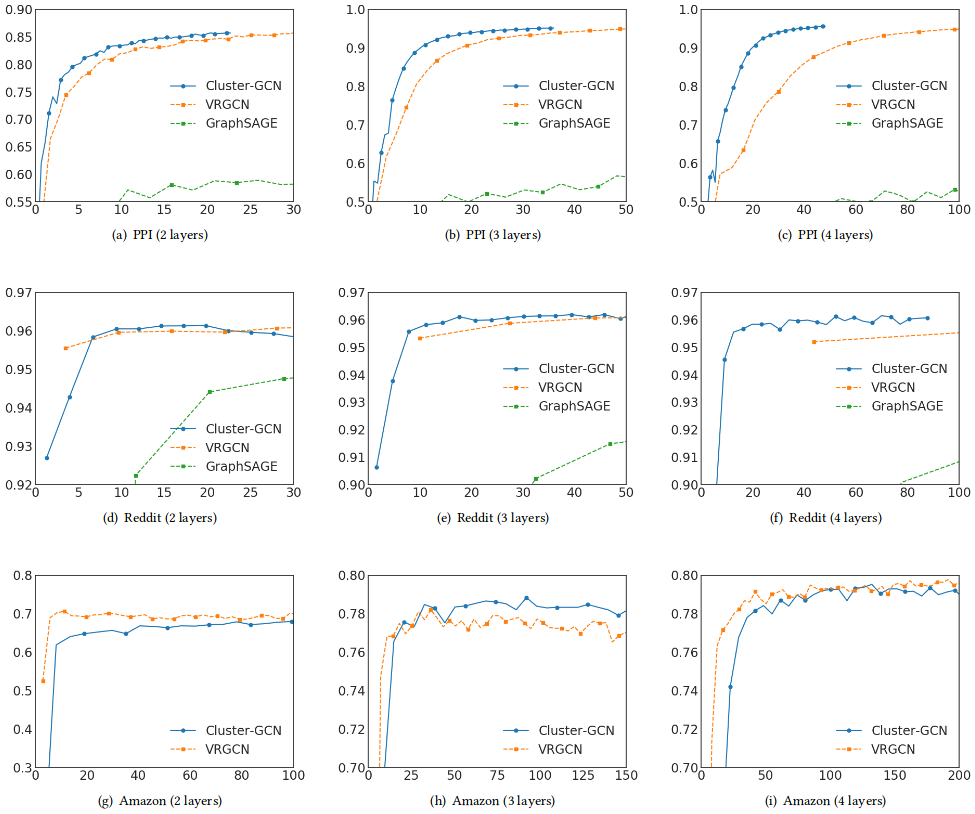 0.90
0.85
0.80
0.75
0.70
0.65
0.60
0.55
0 5 10 15 20 25 30
Cluster-GCN
VRGCN
GraphSAGE
(a) PPI (2 layers)
1.0
0.9
0.8
0.7
0.6
0.5
0 10 20 30 40 50
Cluster-GCN
VRGCN
GraphSAGE
(b) PPI (3 layers)
1.0
0.9
0.8
0.7
0.6
0.5
0 20 40 60 80 100
Cluster-GCN
VRGCN
GraphSAGE
(c) PPI (4 layers)
0.97
0.96
0.95
0.94
0.93
0.92
0 5 10 15 20 25 30
Cluster-GCN
VRGCN
GraphSAGE
(d) Reddit (2 layers)
0.97
0.96
0.95
0.94
0.93
0.92
0.91
0.90
0 10 20 30 40 50
Cluster-GCN
VRGCN
GraphSAGE
(e) Reddit (3 layers)
0.97
0.96
0.95
0.94
0.93
0.92
0.91
0.90
0 20 40 60 80 100
Cluster-GCN
VRGCN
GraphSAGE
(f) Reddit (4 layers)
0.8
0.7
0.6
0.5
0.4
0.3
0 20 40 60 80 100
Cluster-GCN
VRGCN
(g) Amazon (2 layers)
0.80
0.78
0.76
0.74
0.72
0.70
0 25 50 75 100 125 150
Cluster-GCN
VRGCN
(h) Amazon (3 layers)
0.80
0.78
0.76
0.74
0.72
0.70
0 50 100 150 200
Cluster-GCN
VRGCN
(i) Amazon (4 layers)